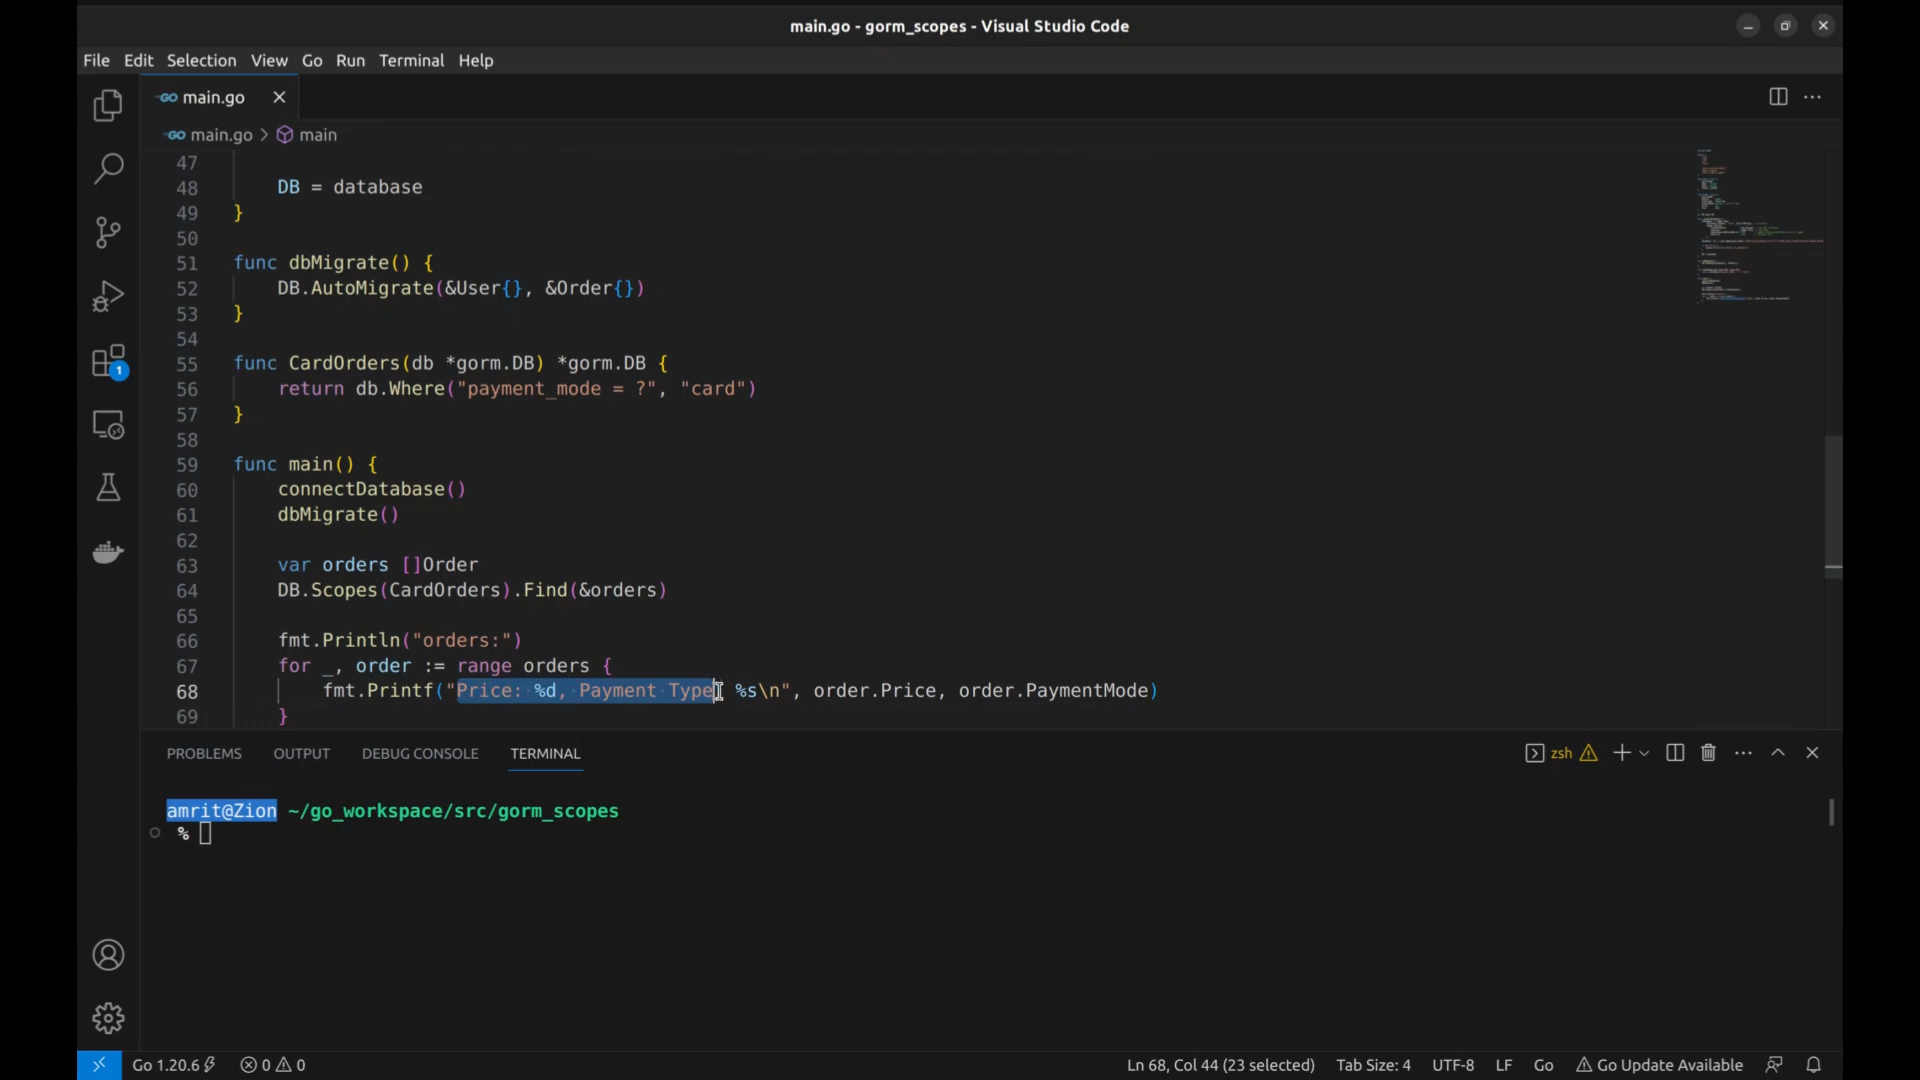 main.go - gorm_scopes - Visual Studio Code
File Edit Selection View Go Run Terminal Help
GO main.go
GO main.go > main
47
48 DB = database
49 }
50
51 func dbMigrate() {
52 DB.AutoMigrate(&User{}, &Order{})
53 }
54
55 func CardOrders(db *gorm.DB) *gorm.DB {
56 return db.Where("payment_mode = ?", "card")
57 }
58
59 func main() {
60 connectDatabase()
61 dbMigrate()
62
63 var orders []Order
64 DB.Scopes(CardOrders).Find(&orders)
65
66 fmt.Println("orders:")
67 for _, order := range orders {
68 fmt.Printf("Price: %d, Payment Type: %s\n", order.Price, order.PaymentMode)
69 }
1
PROBLEMS OUTPUT DEBUG CONSOLE TERMINAL zsh
amrit@Zion ~/go_workspace/src/gorm_scopes
%
Go 1.20.6 0 0 Ln 68, Col 44 (23 selected) Tab Size: 4 UTF-8 LF Go Go Update Available